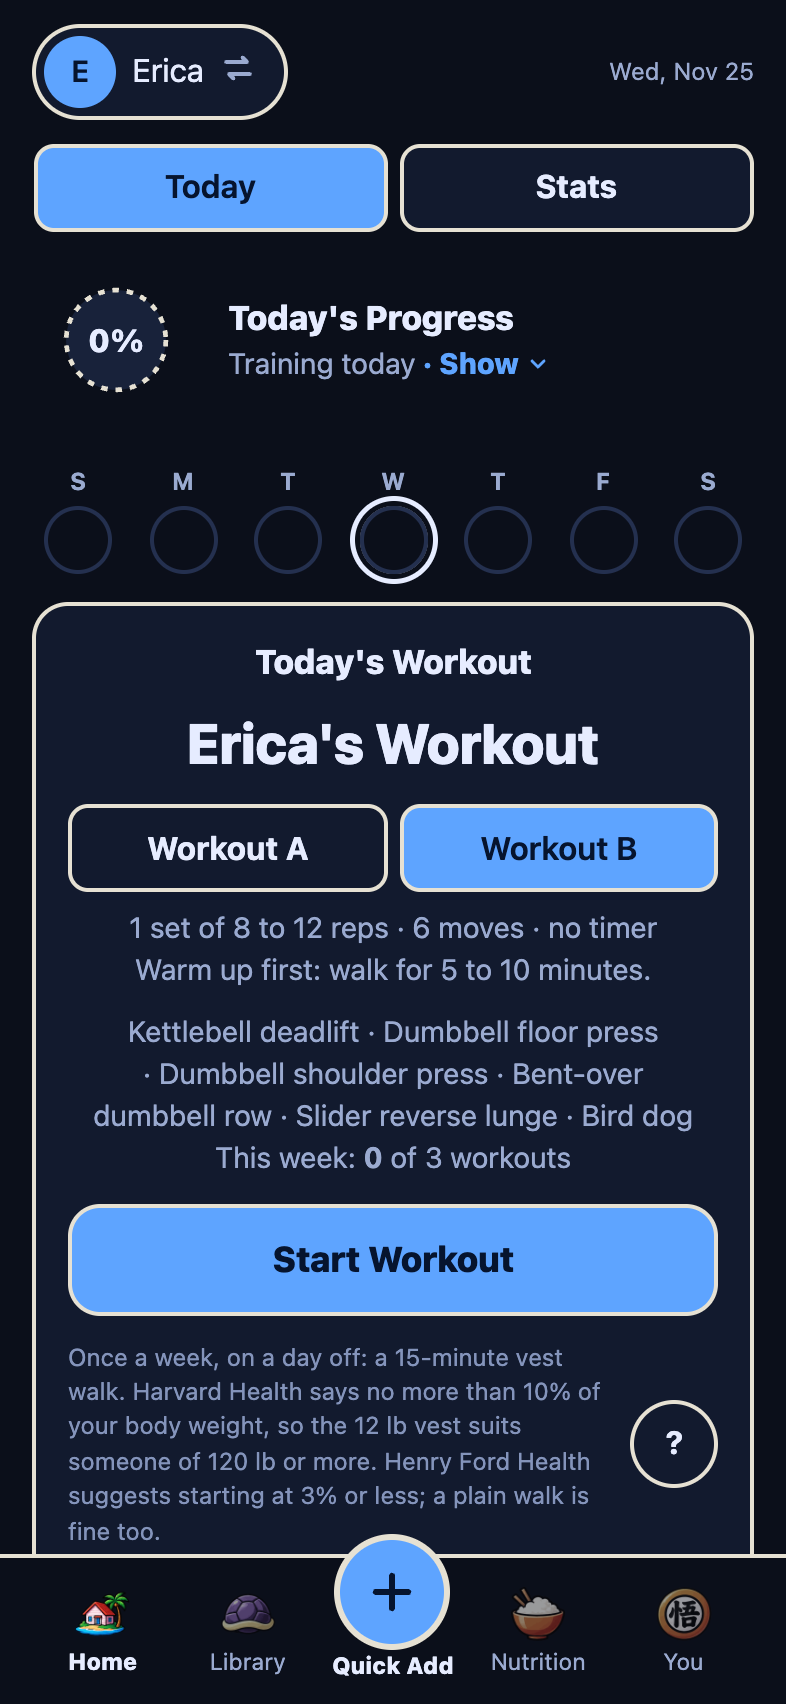 E
Erica
Wed, Nov 25
Today
Stats
0%
Today's Progress
Training today · Show
S M T W T F S
Today's Workout
Erica's Workout
Workout A
Workout B
1 set of 8 to 12 reps · 6 moves · no timer
Warm up first: walk for 5 to 10 minutes.
Kettlebell deadlift · Dumbbell floor press
· Dumbbell shoulder press · Bent-over
dumbbell row · Slider reverse lunge · Bird dog
This week: 0 of 3 workouts
Start Workout
Once a week, on a day off: a 15-minute vest
walk. Harvard Health says no more than 10% of
your body weight, so the 12 lb vest suits
someone of 120 lb or more. Henry Ford Health
suggests starting at 3% or less; a plain walk is
fine too.
?
悟
Home
Library
Quick Add
Nutrition
You